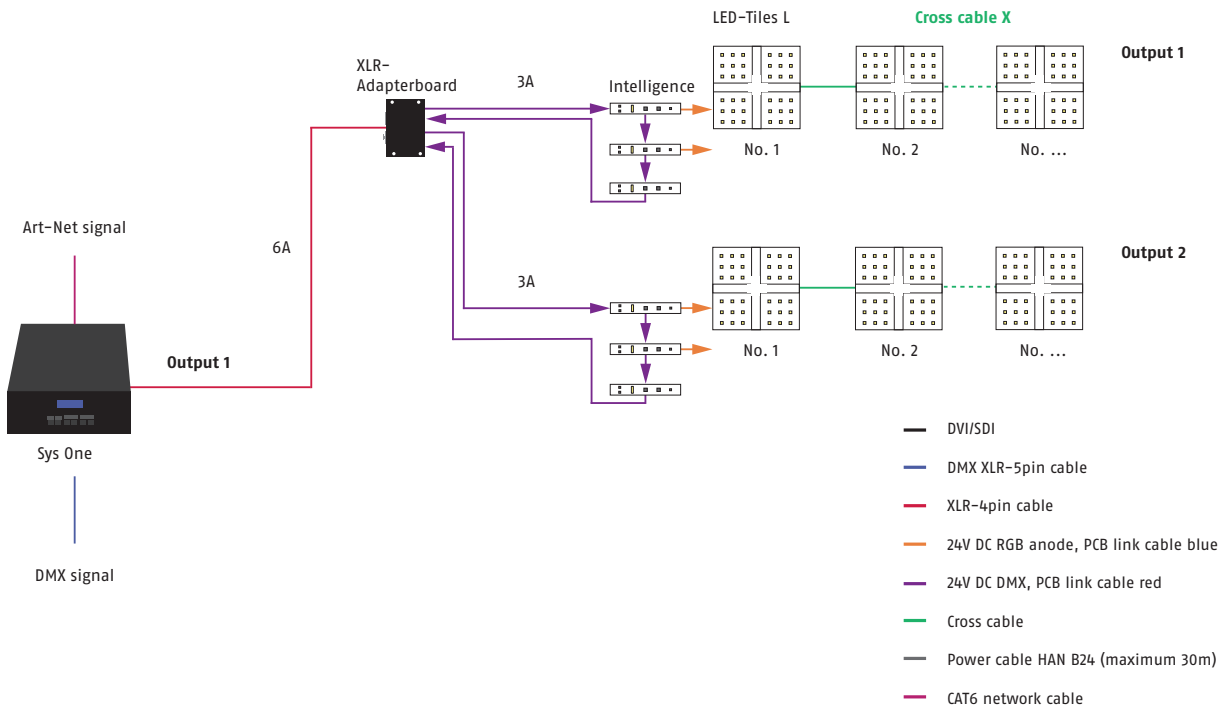 LED-Tiles L
Cross cable X
Output 1
XLR-
Adapterboard
3A
Intelligence
No. 1
No. 2
No. ...
Art-Net signal
6A
Output 2
3A
Output 1
No. 1
No. 2
No. ...
Sys One
DMX signal
DVI/SDI
DMX XLR-5pin cable
XLR-4pin cable
24V DC RGB anode, PCB link cable blue
24V DC DMX, PCB link cable red
Cross cable
Power cable HAN B24 (maximum 30m)
CAT6 network cable